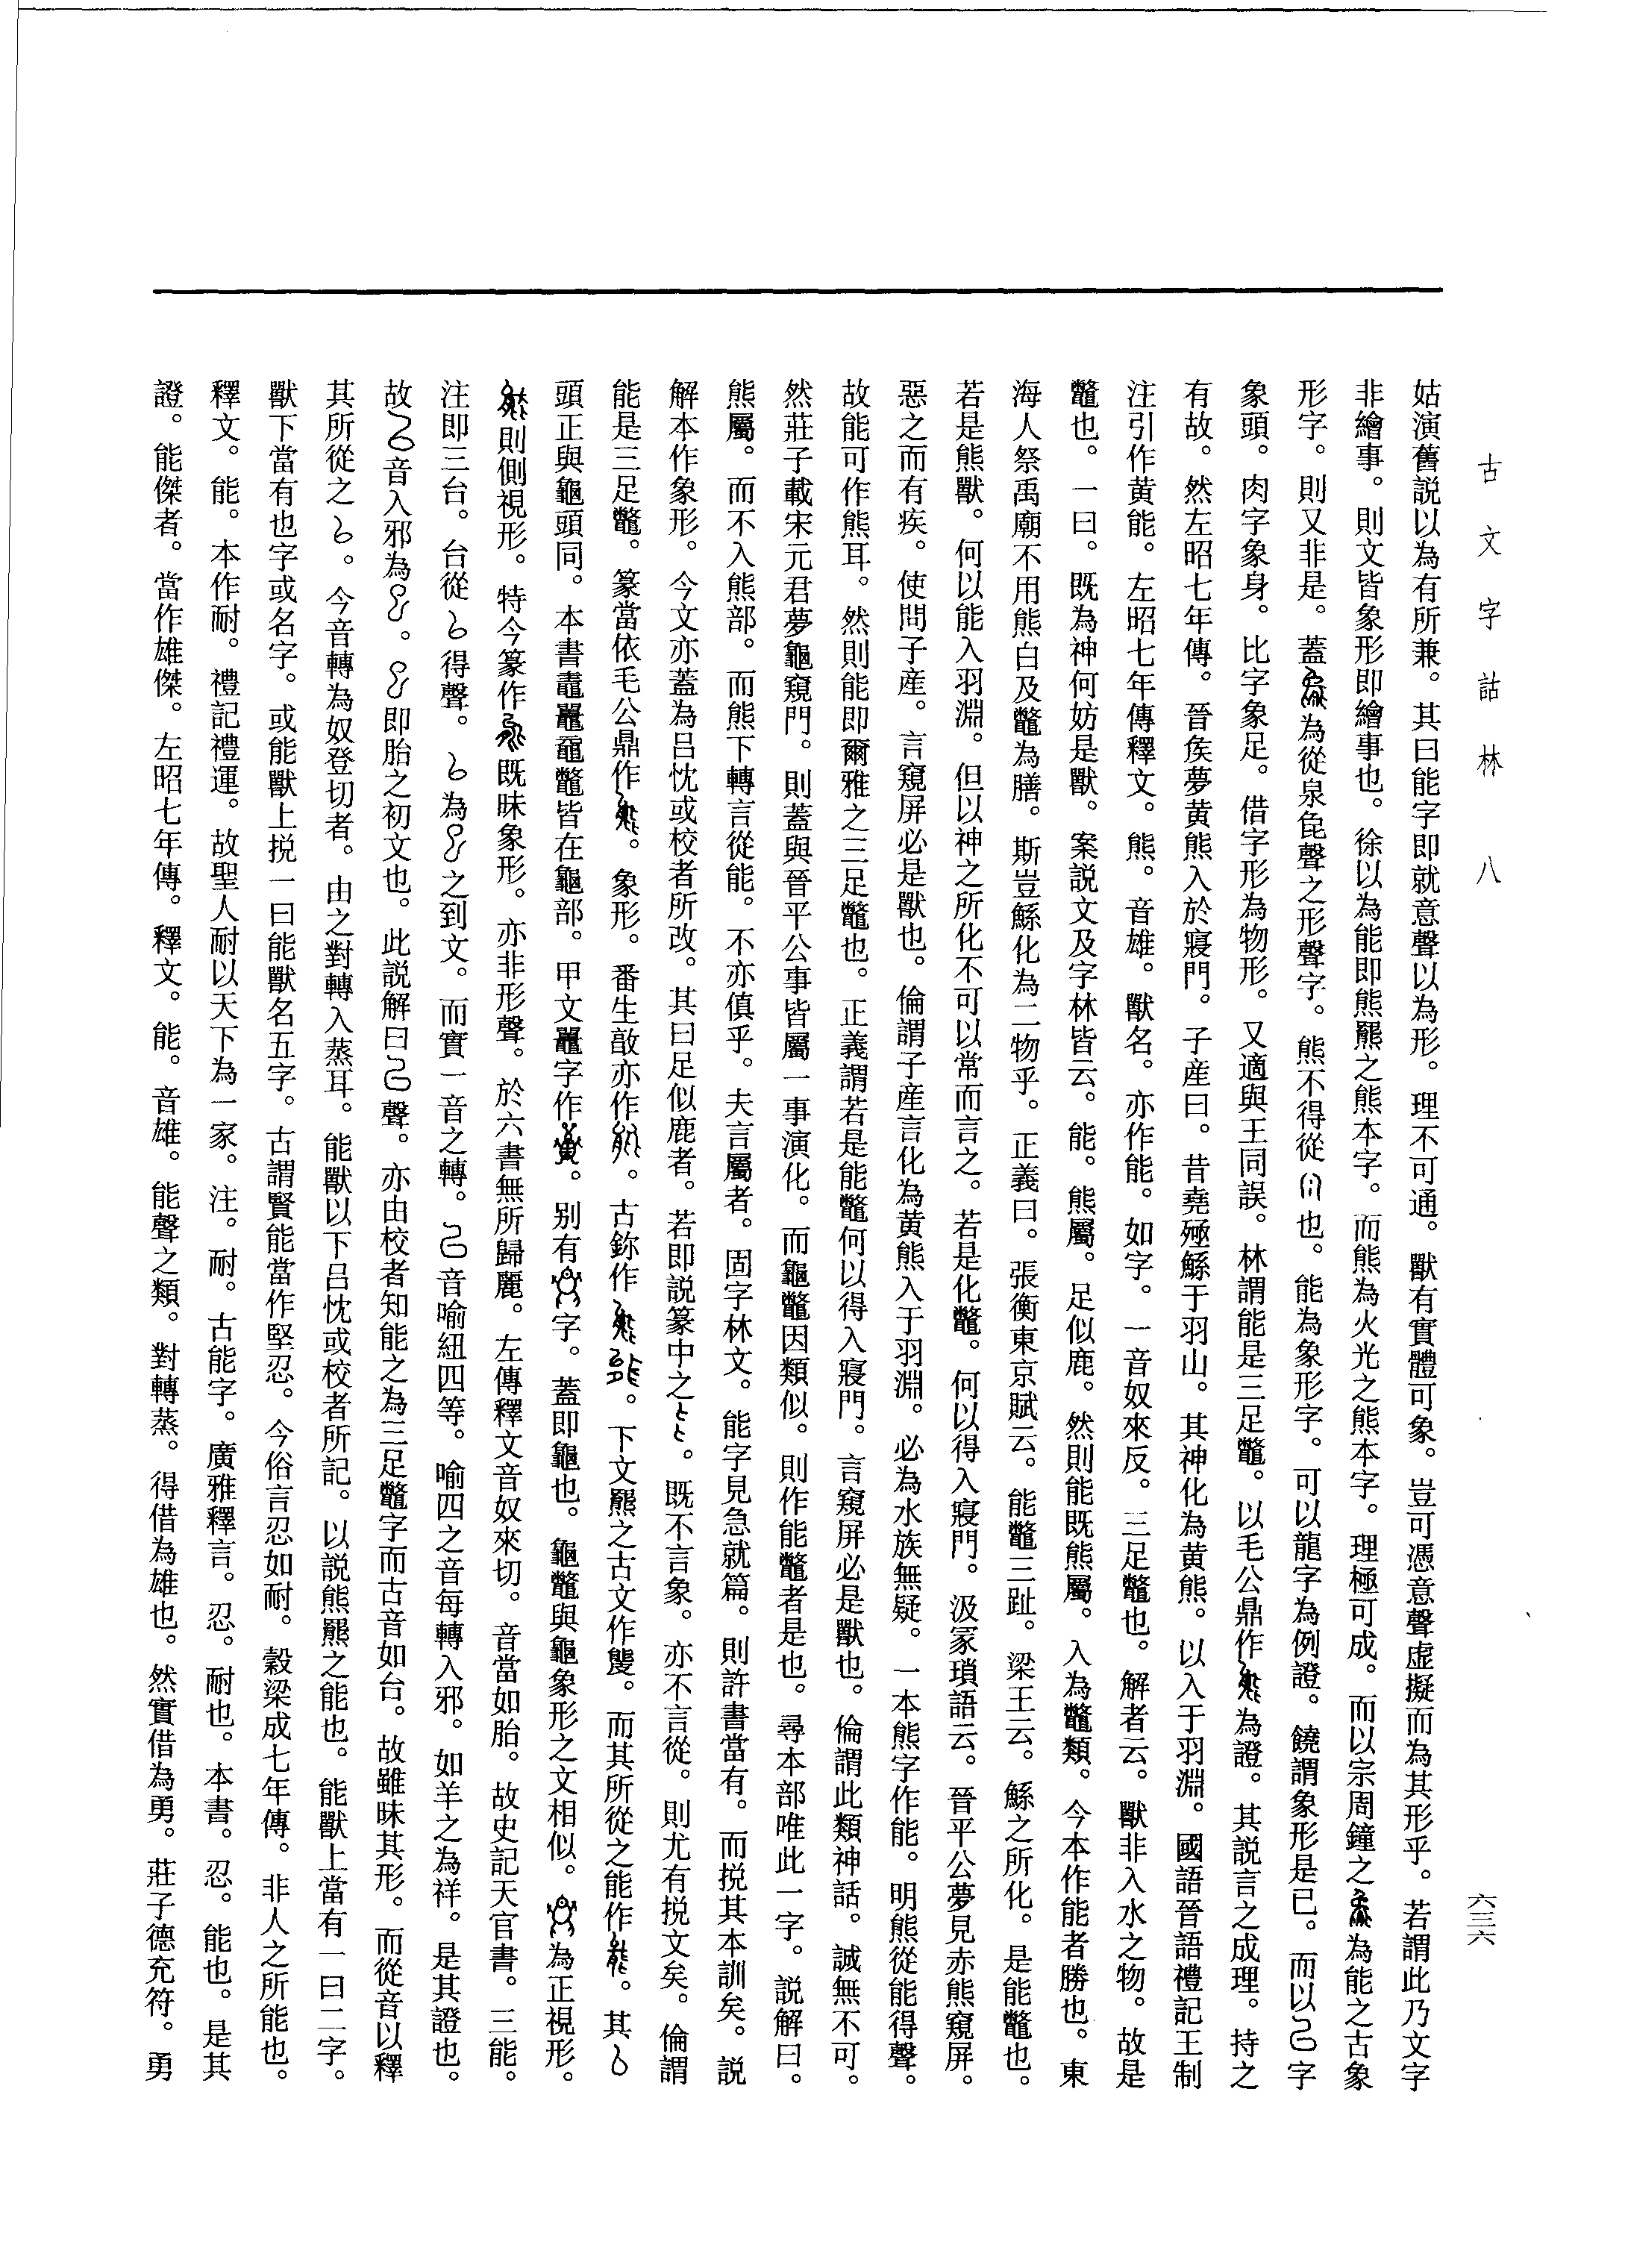 古文字詁林 八
六三六
姑演舊説以為有所兼。其曰能字即就意聲以為形。理不可通。獸有實體可象。豈可憑意聲虛擬而為其形乎。若謂此乃文字
非繪事。則文皆象形即繪事也。徐以為能即熊羆之熊本字。而熊為火光之熊本字。理極可成。而以宗周鐘之為能之古象
形字。則又非是。蓋為從泉㲋聲之形聲字。熊不得從也。能為象形字。可以龍字為例證。饒謂象形是已。而以㠯字
象頭。肉字象身。比字象足。借字形為物形。又適與王同誤。林謂能是三足鼈。以毛公鼎作為證。其説言之成理。持之
有故。然左昭七年傳。晉矦夢黄熊入於寢門。子産曰。昔堯殛鯀于羽山。其神化為黄熊。以入于羽淵。國語晉語禮記王制
注引作黄能。左昭七年傳釋文。熊。音雄。獸名。亦作能。如字。一音奴來反。三足鼈也。解者云。獸非入水之物。故是
鼈也。一曰。既為神何妨是獸。案説文及字林皆云。能。熊屬。足似鹿。然則能既熊屬。入為鼈類。今本作能者勝也。東
海人祭禹廟不用熊白及鼈為膳。斯豈鯀化為二物乎。正義曰。張衡東京賦云。能鼈三趾。梁王云。鯀之所化。是能鼈也。
若是熊獸。何以能入羽淵。但以神之所化不可以常而言之。若是化鼈。何以得入寢門。汲冢瑣語云。晉平公夢見赤熊窺屏。
惡之而有疾。使問子産。言窺屏必是獸也。倫謂子産言化為黄熊入于羽淵。必為水族無疑。一本熊字作能。明熊從能得聲。
故能可作熊耳。然則能即爾雅之三足鼈也。正義謂若是能鼈何以得入寢門。言窺屏必是獸也。倫謂此類神話。誠無不可。
然莊子載宋元君夢龜窺門。則蓋與晉平公事皆屬一事演化。而龜鼈因類似。則作能鼈者是也。尋本部唯此一字。説解曰。
熊屬。而不入熊部。而熊下轉言從能。不亦傎乎。夫言屬者。固字林文。能字見急就篇。則許書當有。而捝其本訓矣。説
解本作象形。今文亦蓋為吕忱或校者所改。其曰足似鹿者。若即説篆中之。既不言象。亦不言從。則尤有捝文矣。倫謂
能是三足鼈。篆當依毛公鼎作。象形。番生𣪘亦作。古鉨作。下文羆之古文作𤠮。而其所從之能作。其
頭正與龜頭同。本書鼈鼉黿鼈皆在龜部。甲文鼉字作。別有字。蓋即龜也。龜鼈與龜象形之文相似。為正視形。
則側視形。特今篆作既昧象形。亦非形聲。於六書無所歸麗。左傳釋文音奴來切。音當如胎。故史記天官書。三能。
注即三台。台從得聲。為之到文。而實一音之轉。㠯音喻紐四等。喻四之音每轉入邪。如羊之為祥。是其證也。
故音入邪為。即胎之初文也。此説解曰㠯聲。亦由校者知能之為三足鼈字而古音如台。故雖昧其形。而從音以釋
其所從之。今音轉為奴登切者。由之對轉入蒸耳。能獸以下吕忱或校者所記。以説熊羆之能也。能獸上當有一曰二字。
獸下當有也字或名字。或能獸上捝一曰能獸名五字。古謂賢能當作堅忍。今俗言忍如耐。穀梁成七年傳。非人之所能也。
釋文。能。本作耐。禮記禮運。故聖人耐以天下為一家。注。耐。古能字。廣雅釋言。忍。耐也。本書。忍。能也。是其
證。能傑者。當作雄傑。左昭七年傳。釋文。能。音雄。能聲之類。對轉蒸。得借為雄也。然實借為勇。莊子德充符。勇